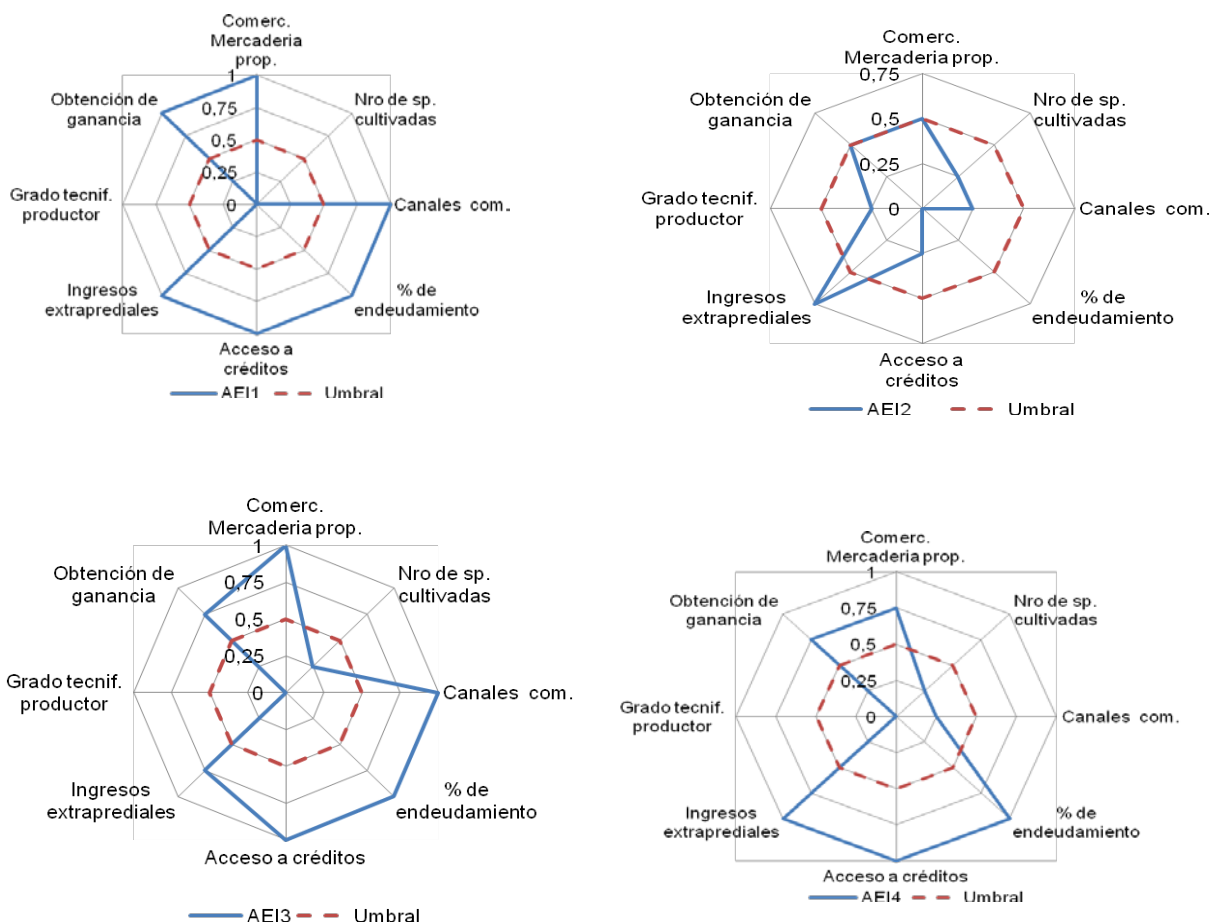 Comerc.
Mercaderia
prop.
1
Obtención de
ganancia
0,75
Nro de sp.
cultivadas
0,5
0,25
Grado tecnif.
productor
0
Canales com.
Ingresos
extraprediales
% de
endeudamiento
Acceso a
créditos
AEI1
Umbral
Comerc.
Mercaderia prop.
0,75
Obtención de
ganancia
Nro de sp.
cultivadas
0,5
0,25
Grado tecnif.
productor
0
Canales com.
Ingresos
extraprediales
% de
endeudamiento
Acceso a
créditos
AEI2
Umbral
Comerc.
Mercaderia prop.
1
Obtención de
ganancia
0,75
Nro de sp.
cultivadas
0,5
0,25
Grado tecnif.
productor
0
Canales com.
Ingresos
extraprediales
% de
endeudamiento
Acceso a créditos
AEI3
Umbral
Comerc.
Mercaderia prop.
1
Obtención de
ganancia
0,75
Nro de sp.
cultivadas
0,5
0,25
Grado tecnif.
productor
0
Canales com.
Ingresos
extraprediales
% de
endeudamiento
Acceso a créditos
AEI4
Umbral